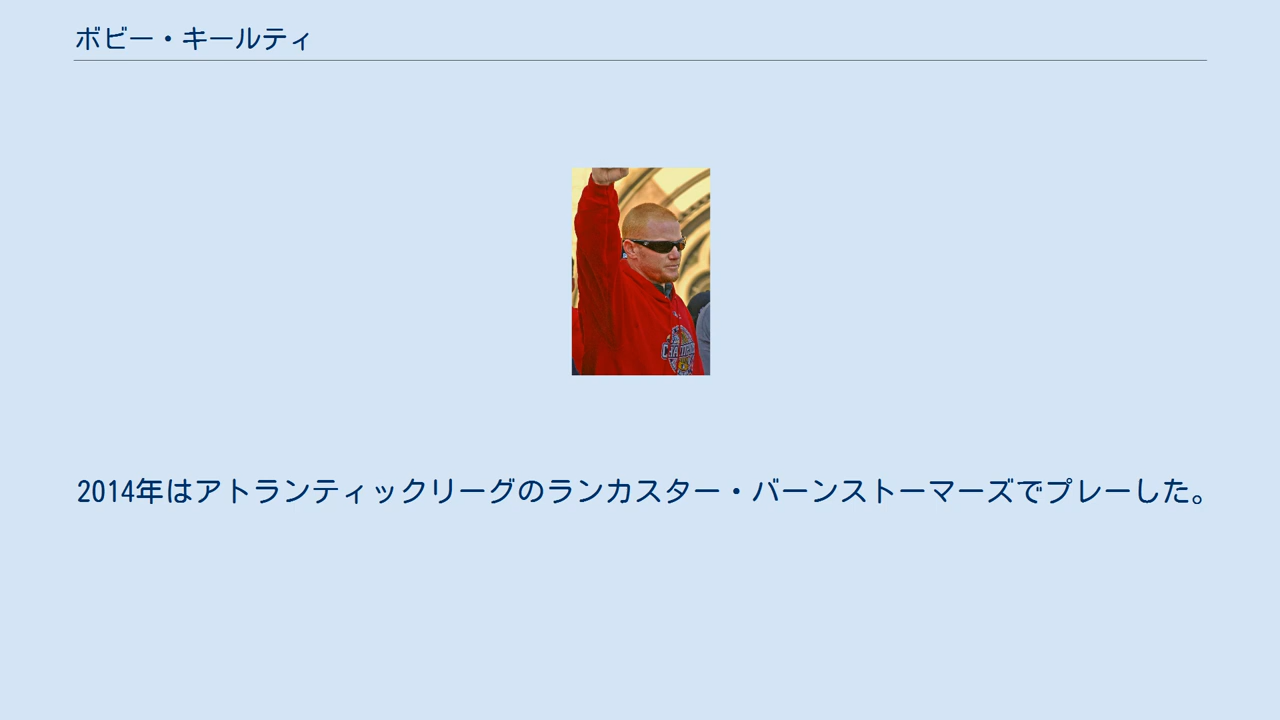 ボビー・キールティ
2014年はアトランティックリーグのランカスター・バーンストーマーズでプレーした。